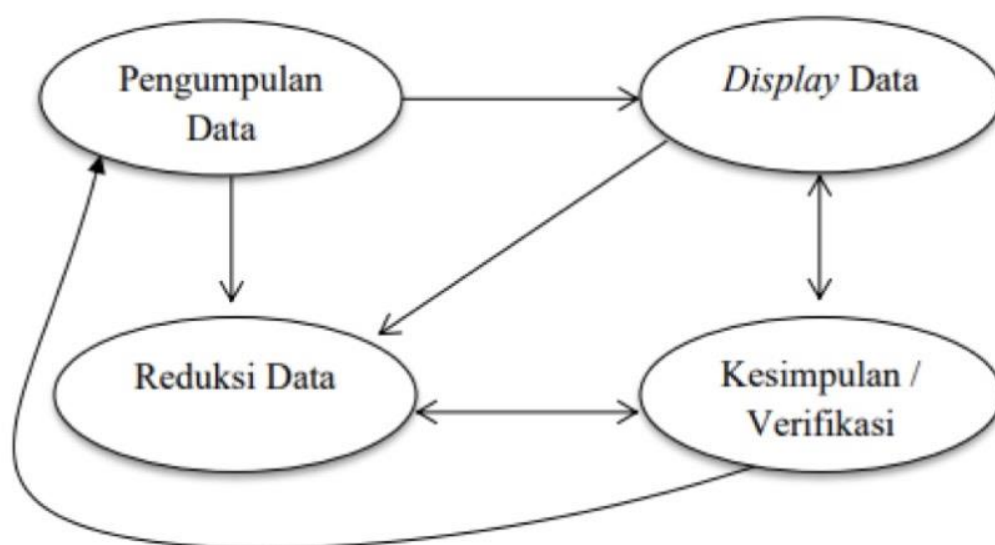 Pengumpulan
Data
Display Data
Reduksi Data
Kesimpulan /
Verifikasi